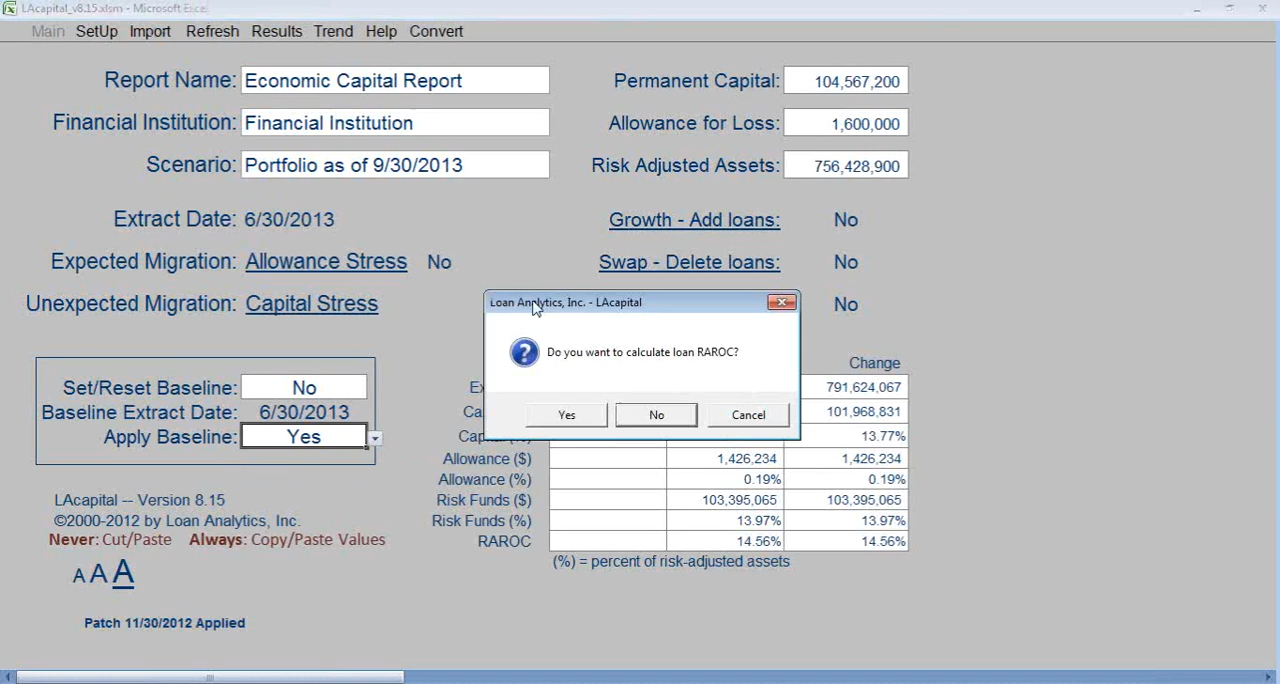 LAcapital_v8.15.xlsm - Microsoft Excel
Main SetUp Import Refresh Results Trend Help Convert
Report Name: Economic Capital Report
Permanent Capital: 104,567,200
Financial Institution: Financial Institution
Allowance for Loss: 1,600,000
Scenario: Portfolio as of 9/30/2013
Risk Adjusted Assets: 756,428,900
Extract Date: 6/30/2013
Growth - Add loans: No
Expected Migration: Allowance Stress No
Swap - Delete loans: No
Unexpected Migration: Capital Stress
No
Loan Analytics, Inc. - LAcapital
Do you want to calculate loan RAROC?
Yes No Cancel
Set/Reset Baseline: No
Baseline Extract Date: 6/30/2013
Apply Baseline: Yes
Change
791,624,067
101,968,831
13.77%
Allowance ($) 1,426,234 1,426,234
Allowance (%) 0.19% 0.19%
Risk Funds ($) 103,395,065 103,395,065
Risk Funds (%) 13.97% 13.97%
RAROC 14.56% 14.56%
(%) = percent of risk-adjusted assets
LAcapital -- Version 8.15
©2000-2012 by Loan Analytics, Inc.
Never: Cut/Paste Always: Copy/Paste Values
A A A
Patch 11/30/2012 Applied